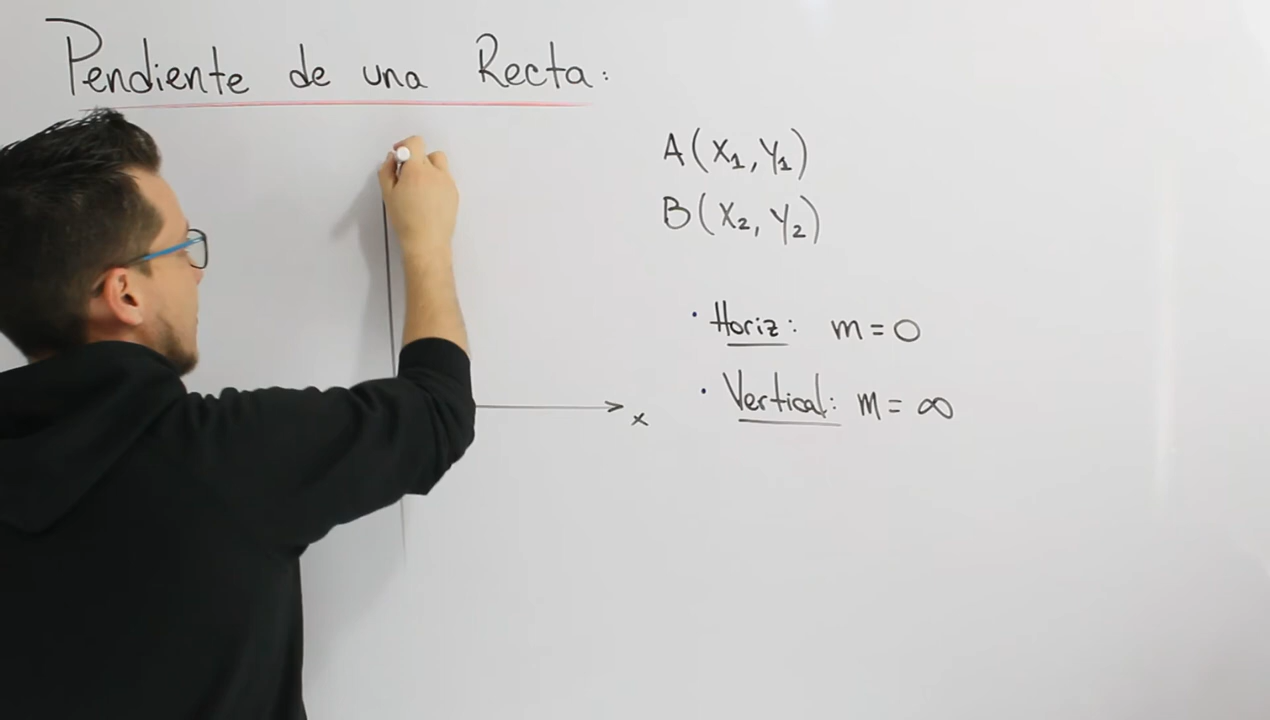 Pendiente de una Recta:
A(x₁, y₁)
B(x₂, y₂)
· Horiz: m = 0
· Vertical: m = ∞
x